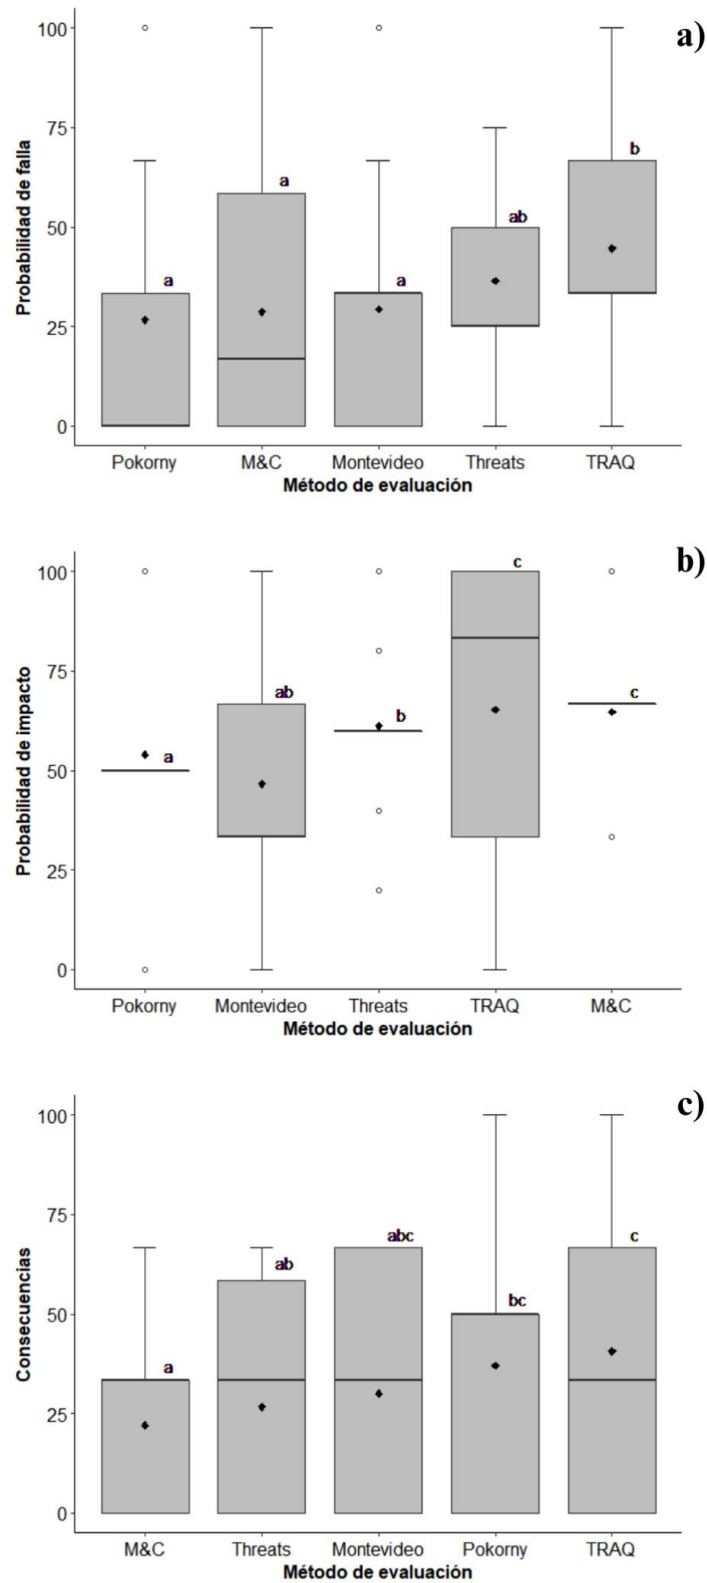 a)
100
75
50
25
0
Probabilidad de falla
a
a
a
ab
b
Pokorny M&C Montevideo Threats TRAQ
Método de evaluación
b)
100
75
50
25
0
Probabilidad de impacto
a
ab
b
c
c
Pokorny Montevideo Threats TRAQ M&C
Método de evaluación
c)
100
75
50
25
0
Consecuencias
a
ab
abc
bc
c
M&C Threats Montevideo Pokorny TRAQ
Método de evaluación